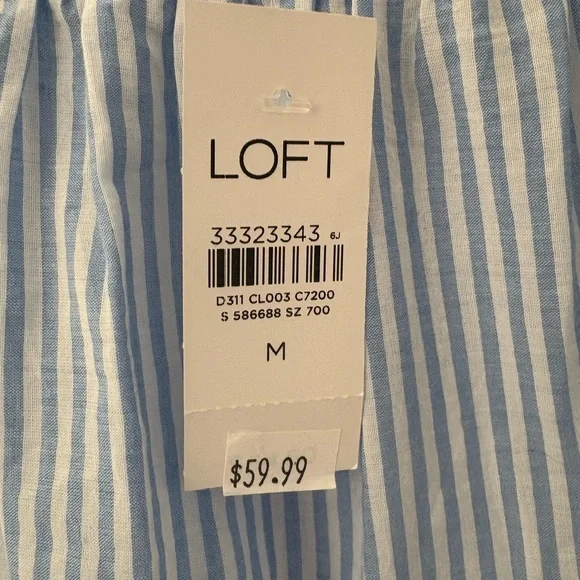 LOFT
33323343 6J
D311 CL003 C7200
S 586688 SZ 700
M
$59.99